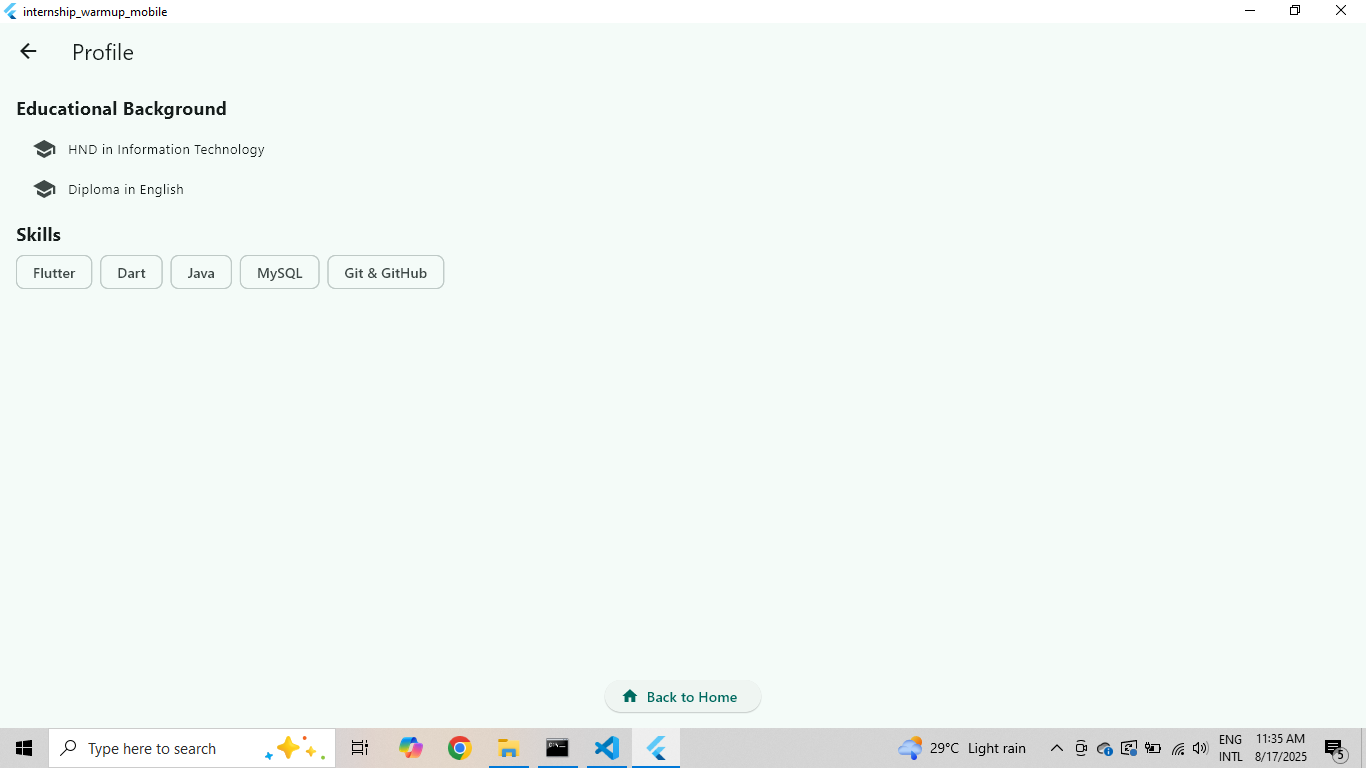 internship_warmup_mobile
Profile
Educational Background
HND in Information Technology
Diploma in English
Skills
Flutter Dart Java MySQL Git & GitHub
Back to Home
Type here to search
29°C Light rain
ENG
INTL
11:35 AM
8/17/2025
5